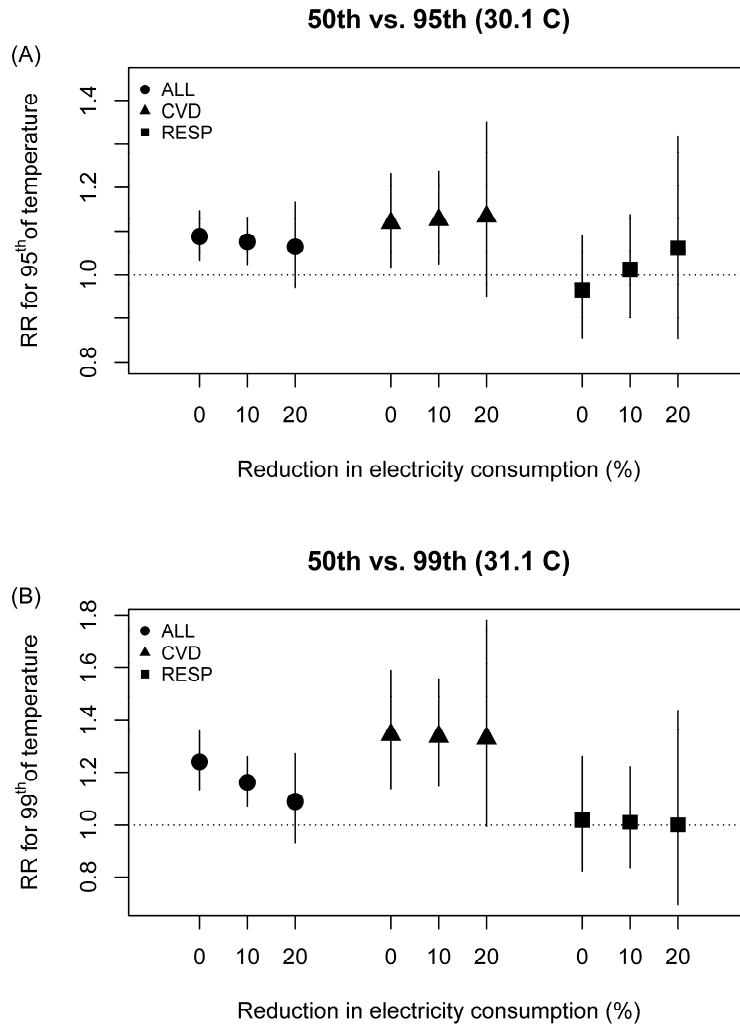 50th vs. 95th (30.1 C)
(A)
ALL
CVD
RESP
RR for 95th of temperature
1.4
1.2
1.0
0.8
0 10 20 0 10 20 0 10 20
Reduction in electricity consumption (%)
50th vs. 99th (31.1 C)
(B)
ALL
CVD
RESP
RR for 99th of temperature
1.8
1.6
1.4
1.2
1.0
0.8
0 10 20 0 10 20 0 10 20
Reduction in electricity consumption (%)